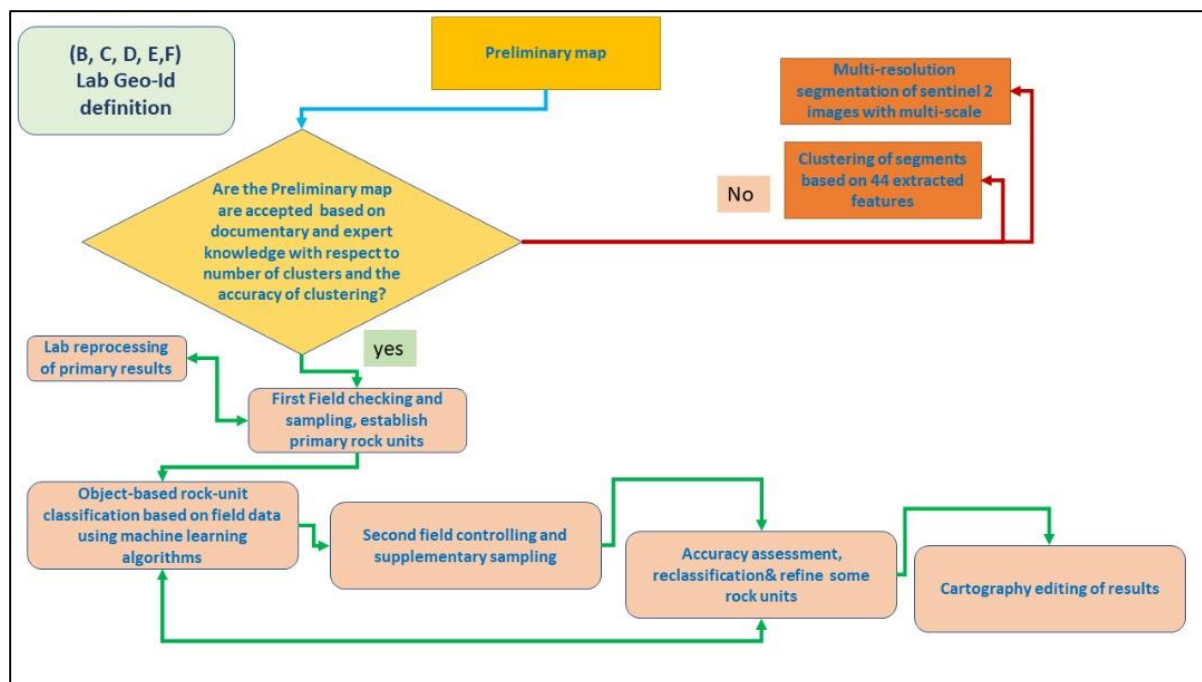 (B, C, D, E,F)
Lab Geo-Id
definition
Preliminary map
Multi-resolution
segmentation of sentinel 2
images with multi-scale
Clustering of segments
based on 44 extracted
features
No
Are the Preliminary map
are accepted based on
documentary and expert
knowledge with respect to
number of clusters and the
accuracy of clustering?
yes
Lab reprocessing
of primary results
First Field checking and
sampling, establish
primary rock units
Object-based rock-unit
classification based on field data
using machine learning
algorithms
Second field controlling and
supplementary sampling
Accuracy assessment,
reclassification& refine some
rock units
Cartography editing of results